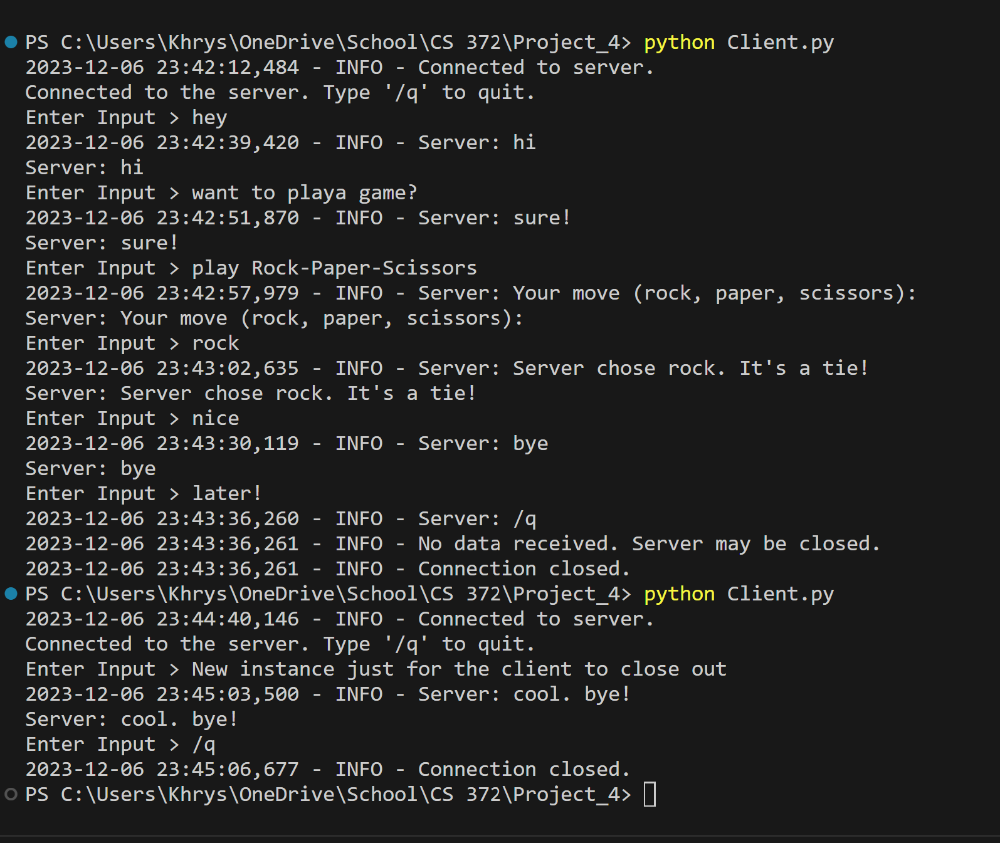 PS C:\Users\Khrys\OneDrive\School\CS 372\Project_4> python Client.py
2023-12-06 23:42:12,484 - INFO - Connected to server.
Connected to the server. Type '/q' to quit.
Enter Input > hey
2023-12-06 23:42:39,420 - INFO - Server: hi
Server: hi
Enter Input > want to playa game?
2023-12-06 23:42:51,870 - INFO - Server: sure!
Server: sure!
Enter Input > play Rock-Paper-Scissors
2023-12-06 23:42:57,979 - INFO - Server: Your move (rock, paper, scissors):
Server: Your move (rock, paper, scissors):
Enter Input > rock
2023-12-06 23:43:02,635 - INFO - Server: Server chose rock. It's a tie!
Server: Server chose rock. It's a tie!
Enter Input > nice
2023-12-06 23:43:30,119 - INFO - Server: bye
Server: bye
Enter Input > later!
2023-12-06 23:43:36,260 - INFO - Server: /q
2023-12-06 23:43:36,261 - INFO - No data received. Server may be closed.
2023-12-06 23:43:36,261 - INFO - Connection closed.
PS C:\Users\Khrys\OneDrive\School\CS 372\Project_4> python Client.py
2023-12-06 23:44:40,146 - INFO - Connected to server.
Connected to the server. Type '/q' to quit.
Enter Input > New instance just for the client to close out
2023-12-06 23:45:03,500 - INFO - Server: cool. bye!
Server: cool. bye!
Enter Input > /q
2023-12-06 23:45:06,677 - INFO - Connection closed.
PS C:\Users\Khrys\OneDrive\School\CS 372\Project_4>